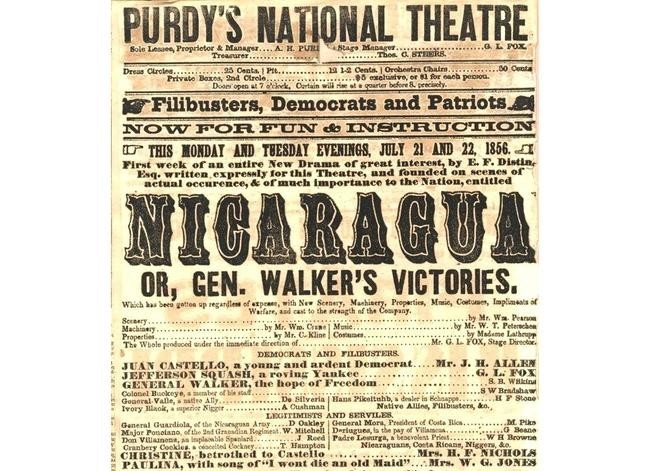 PURDY'S NATIONAL THEATRE
Sole Lessee, Proprietor & Manager.... A. H. PURDY Stage Manager.................... G. L. FOX.
Treasurer.................... Thos. C. STEERS.
Dress Circles...........25 Cents. | Pit...............12 1-2 Cents. | Orchestra Chairs...............50 Cents
Private Boxes, 2nd Circle............$5 exclusive, or $1 for each person.
Doors open at 7 o'clock, Curtain will rise at a quarter before 8, precisely.
Filibusters, Democrats and Patriots
NOW FOR FUN & INSTRUCTION
THIS MONDAY AND TUESDAY EVENINGS, JULY 21 AND 22, 1856.
First week of an entire New Drama of great interest, by E. F. Distin,
Esq. written expressly for this Theatre, and founded on scenes of
actual occurence, & of much importance to the Nation, entitled
NICARAGUA
OR, GEN. WALKER'S VICTORIES.
Which has been gotten up regardless of expense, with New Scenery, Machinery, Properties, Music, Costumes, Impliments of
Warfare, and cast to the strength of the Company.
Scenery.................... by Mr. Wm. Pearson
Machinery.................... by Mr. Wm. Crane | Music.................... by Mr. W. T. Peterschen
Properties.................... by Mr. C. Kline | Costumes.................... by Madame Lathrupe
The Whole produced under the immediate direction of.................... Mr. G. L. FOX, Stage Director.
DEMOCRATS AND FILIBUSTERS.
JUAN CASTELLO, a young and ardent Democrat....Mr. J. H. ALLEN
JEFFERSON SQUASH, a roving Yankee....................G. L. FOX
GENERAL WALKER, the hope of Freedom....................S. B. Wilkins
Colonel Buckeye, a member of his staff....................S W Bradshaw
General Valle, a native Ally.......... De Silveria | Hans Pikeltuhb, a dealer in Schnapps.......... H F Stone
Ivory Black, a superior Nigger.......... A Cushman | Native Allies, Filibusters, &c.
LEGITIMISTS AND SERVILES.
General Guardiola, of the Nicaraguan Army.... D Oakley | General Mora, President of Costa Rica.......... M. Pike
Major Ponciano, of the 2nd Granadian Regiment. W. Mitchell | Deriugues, in the pay of Villamens.......... G Beane
Don Villamens, an implacable Spaniard.......... J Reed | Padre Lesurga, a benevolent Priest.......... W H Browne
Cranberry Cookes, a conceited Cockney.......... T. Hampton | Nicaraguans, Costa Ricans, Niggers, &c.
CHRISTINE, betrothed to Castello....................Mrs. H. F. NICHOLS
PAULINA, with song of "I wont die an old Maid"....Mrs. W. G. JONES